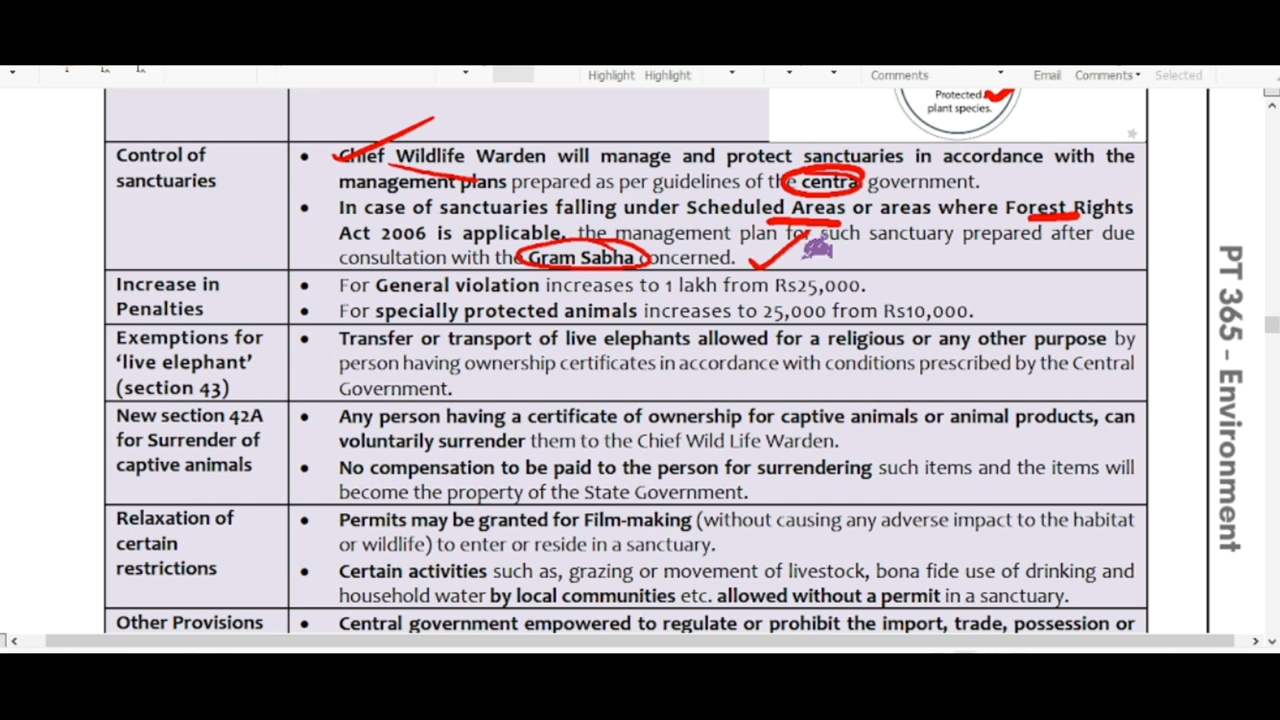 Highlight Highlight Comments Email Comments Selected
Protected
plant species.
Control of
sanctuaries
• Chief Wildlife Warden will manage and protect sanctuaries in accordance with the
management plans prepared as per guidelines of the central government.
• In case of sanctuaries falling under Scheduled Areas or areas where Forest Rights
Act 2006 is applicable, the management plan for such sanctuary prepared after due
consultation with the Gram Sabha concerned.
Increase in
Penalties
• For General violation increases to 1 lakh from Rs25,000.
• For specially protected animals increases to 25,000 from Rs10,000.
Exemptions for
‘live elephant’
(section 43)
• Transfer or transport of live elephants allowed for a religious or any other purpose by
person having ownership certificates in accordance with conditions prescribed by the Central
Government.
New section 42A
for Surrender of
captive animals
• Any person having a certificate of ownership for captive animals or animal products, can
voluntarily surrender them to the Chief Wild Life Warden.
• No compensation to be paid to the person for surrendering such items and the items will
become the property of the State Government.
Relaxation of
certain
restrictions
• Permits may be granted for Film-making (without causing any adverse impact to the habitat
or wildlife) to enter or reside in a sanctuary.
• Certain activities such as, grazing or movement of livestock, bona fide use of drinking and
household water by local communities etc. allowed without a permit in a sanctuary.
Other Provisions
• Central government empowered to regulate or prohibit the import, trade, possession or
PT 365 - Environment